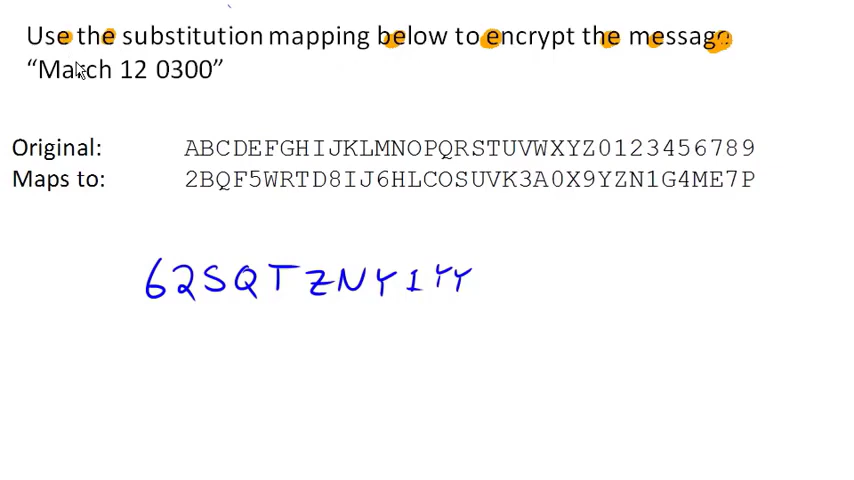 Use the substitution mapping below to encrypt the message
“March 12 0300”
Original: ABCDEFGHIJKLMNOPQRSTUVWXYZ0123456789
Maps to: 2BQF5WRTD8IJ6HLCOSUVK3A0X9YZN1G4ME7P
62SQTZNY1YY